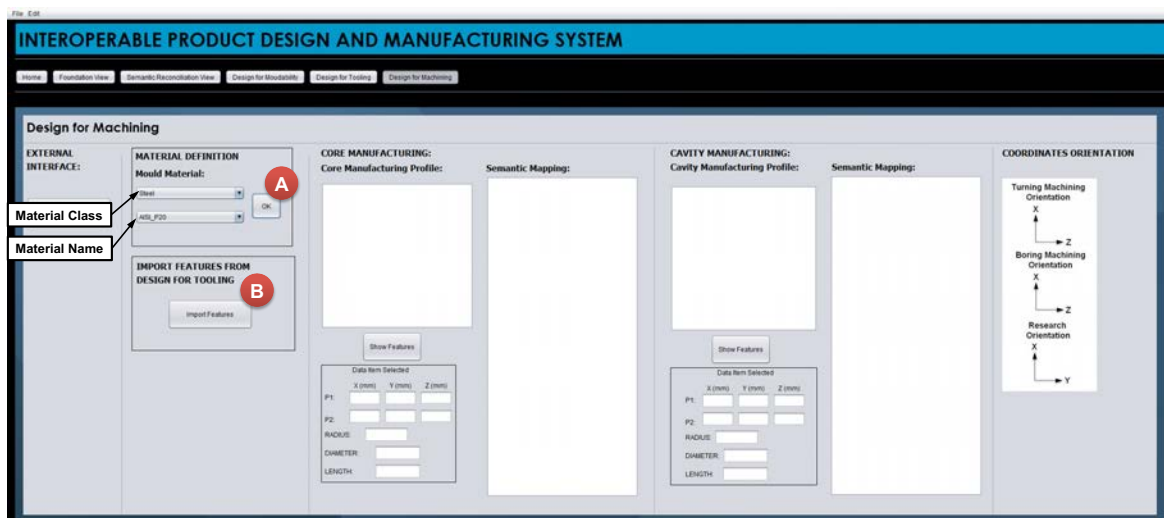 File Edit
INTEROPERABLE PRODUCT DESIGN AND MANUFACTURING SYSTEM
Home Foundation View Semantic Reconciliation View Design for Mouldability Design for Tooling Design for Machining
Design for Machining
EXTERNAL
INTERFACE:
MATERIAL DEFINITION
Mould Material:
Steel
AISI_P20
OK
A
Material Class
Material Name
IMPORT FEATURES FROM
DESIGN FOR TOOLING
B
Import Features
CORE MANUFACTURING:
Core Manufacturing Profile:
Semantic Mapping:
Show Features
Data Item Selected
X (mm) Y (mm) Z (mm)
P1:
P2:
RADIUS:
DIAMETER:
LENGTH:
CAVITY MANUFACTURING:
Cavity Manufacturing Profile:
Semantic Mapping:
Show Features
Data Item Selected
X (mm) Y (mm) Z (mm)
P1:
P2:
RADIUS:
DIAMETER:
LENGTH:
COORDINATES ORIENTATION
Turning Machining
Orientation
X
Z
Boring Machining
Orientation
X
Z
Research
Orientation
X
Y